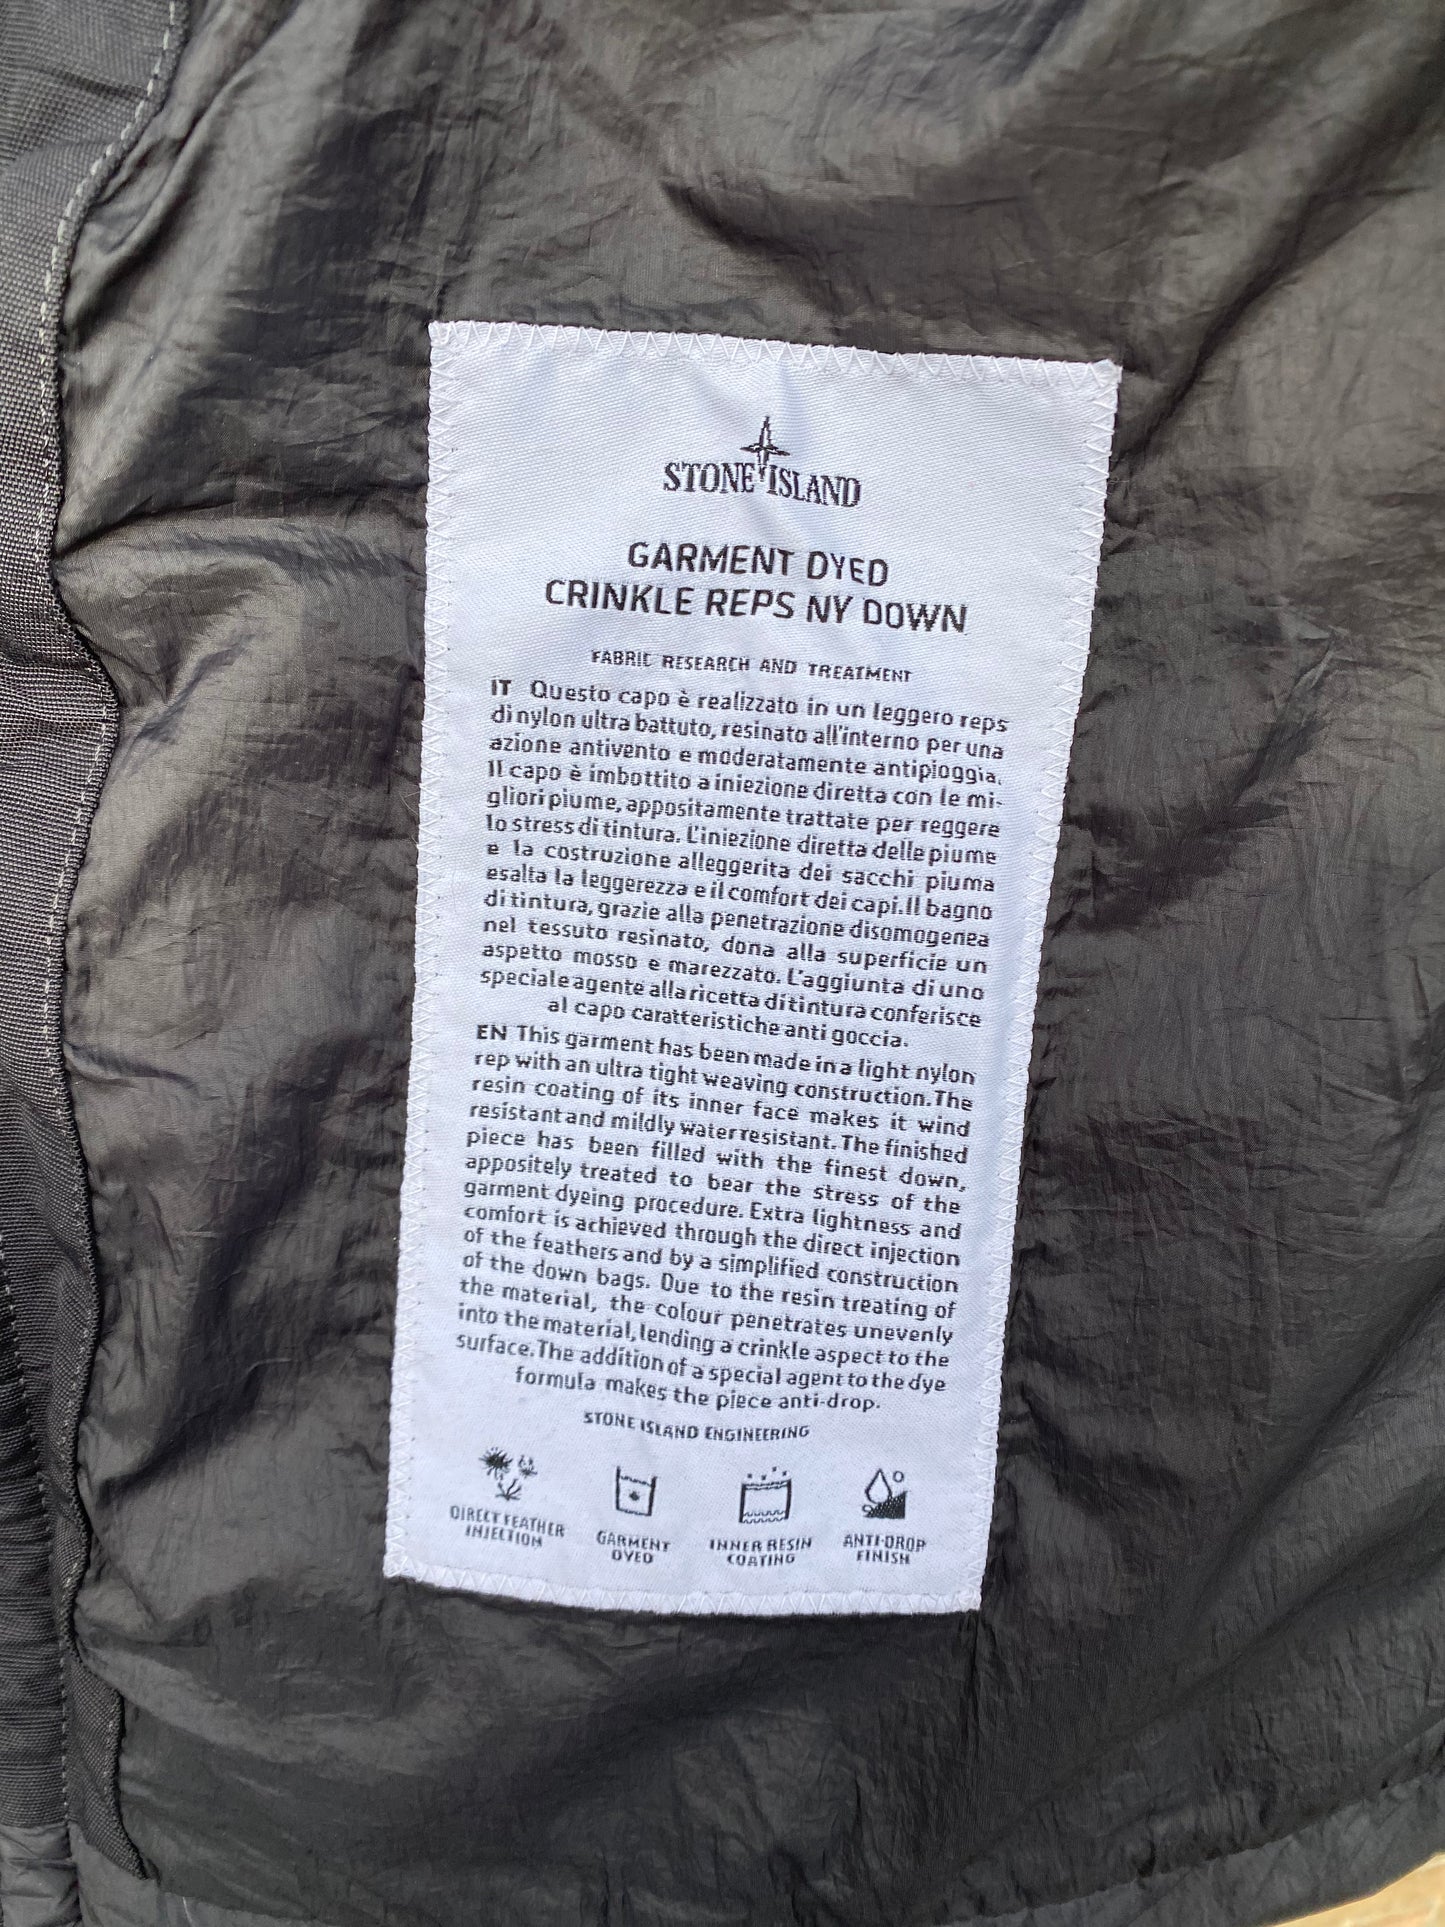 STONE ISLAND
GARMENT DYED
CRINKLE REPS NY DOWN
FABRIC RESEARCH AND TREATMENT
IT Questo capo è realizzato in un leggero reps
di nylon ultra battuto, resinato all'interno per una
azione antivento e moderatamente antipioggia.
Il capo è imbottito a iniezione diretta con le mi-
gliori piume, appositamente trattate per reggere
lo stress di tintura. L'iniezione diretta delle piume
e la costruzione alleggerita dei sacchi piuma
esalta la leggerezza e il comfort dei capi. Il bagno
di tintura, grazie alla penetrazione disomogenea
nel tessuto resinato, dona alla superficie un
aspetto mosso e marezzato. L'aggiunta di uno
speciale agente alla ricetta di tintura conferisce
al capo caratteristiche anti goccia.
EN This garment has been made in a light nylon
rep with an ultra tight weaving construction. The
resin coating of its inner face makes it wind
resistant and mildly water resistant. The finished
piece has been filled with the finest down,
appositely treated to bear the stress of the
garment dyeing procedure. Extra lightness and
comfort is achieved through the direct injection
of the feathers and by a simplified construction
of the down bags. Due to the resin treating of
the material, the colour penetrates unevenly
into the material, lending a crinkle aspect to the
surface. The addition of a special agent to the dye
formula makes the piece anti-drop.
STONE ISLAND ENGINEERING
DIRECT FEATHER
INJECTION
GARMENT
DYED
INNER RESIN
COATING
ANTI-DROP
FINISH